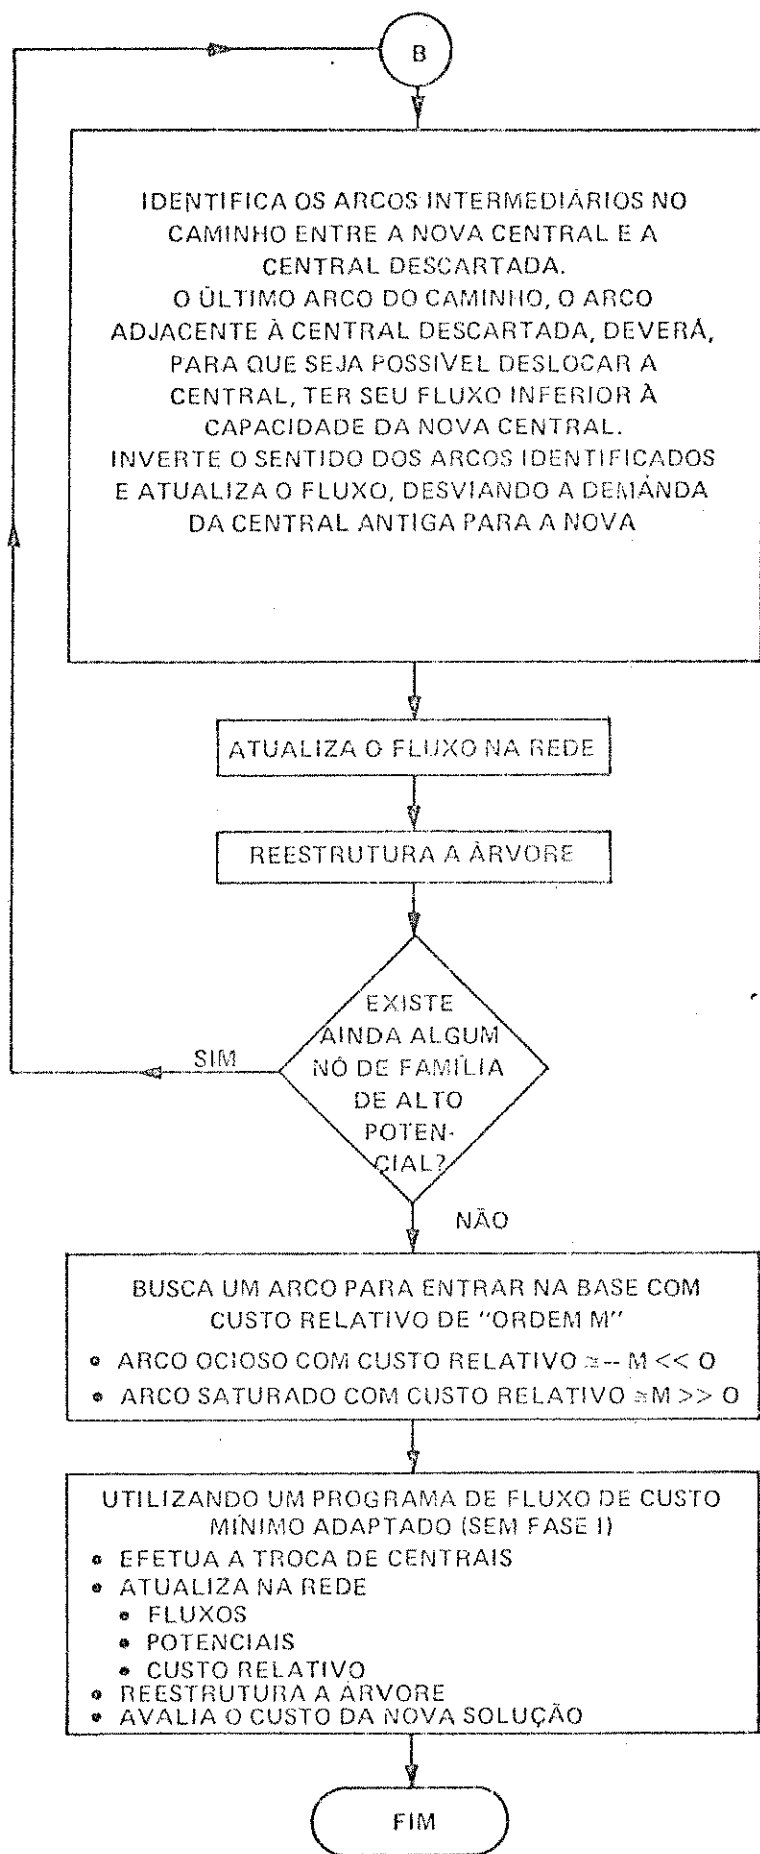 B
IDENTIFICA OS ARCOS INTERMEDIÁRIOS NO
CAMINHO ENTRE A NOVA CENTRAL E A
CENTRAL DESCARTADA.
O ÚLTIMO ARCO DO CAMINHO, O ARCO
ADJACENTE À CENTRAL DESCARTADA, DEVERÁ,
PARA QUE SEJA POSSÍVEL DESLOCAR A
CENTRAL, TER SEU FLUXO INFERIOR À
CAPACIDADE DA NOVA CENTRAL.
INVERTE O SENTIDO DOS ARCOS IDENTIFICADOS
E ATUALIZA O FLUXO, DESVIANDO A DEMANDA
DA CENTRAL ANTIGA PARA A NOVA
ATUALIZA O FLUXO NA REDE
REESTRUTURA A ÁRVORE
EXISTE
AINDA ALGUM
NÓ DE FAMÍLIA
DE ALTO
POTEN-
CIAL?
SIM
NÃO
BUSCA UM ARCO PARA ENTRAR NA BASE COM
CUSTO RELATIVO DE "ORDEM M"
• ARCO OCIOSO COM CUSTO RELATIVO ≅-- M << O
• ARCO SATURADO COM CUSTO RELATIVO ≅M >> O
UTILIZANDO UM PROGRAMA DE FLUXO DE CUSTO
MÍNIMO ADAPTADO (SEM FASE I)
• EFETUA A TROCA DE CENTRAIS
• ATUALIZA NA REDE
• FLUXOS
• POTENCIAIS
• CUSTO RELATIVO
• REESTRUTURA A ÁRVORE
• AVALIA O CUSTO DA NOVA SOLUÇÃO
FIM